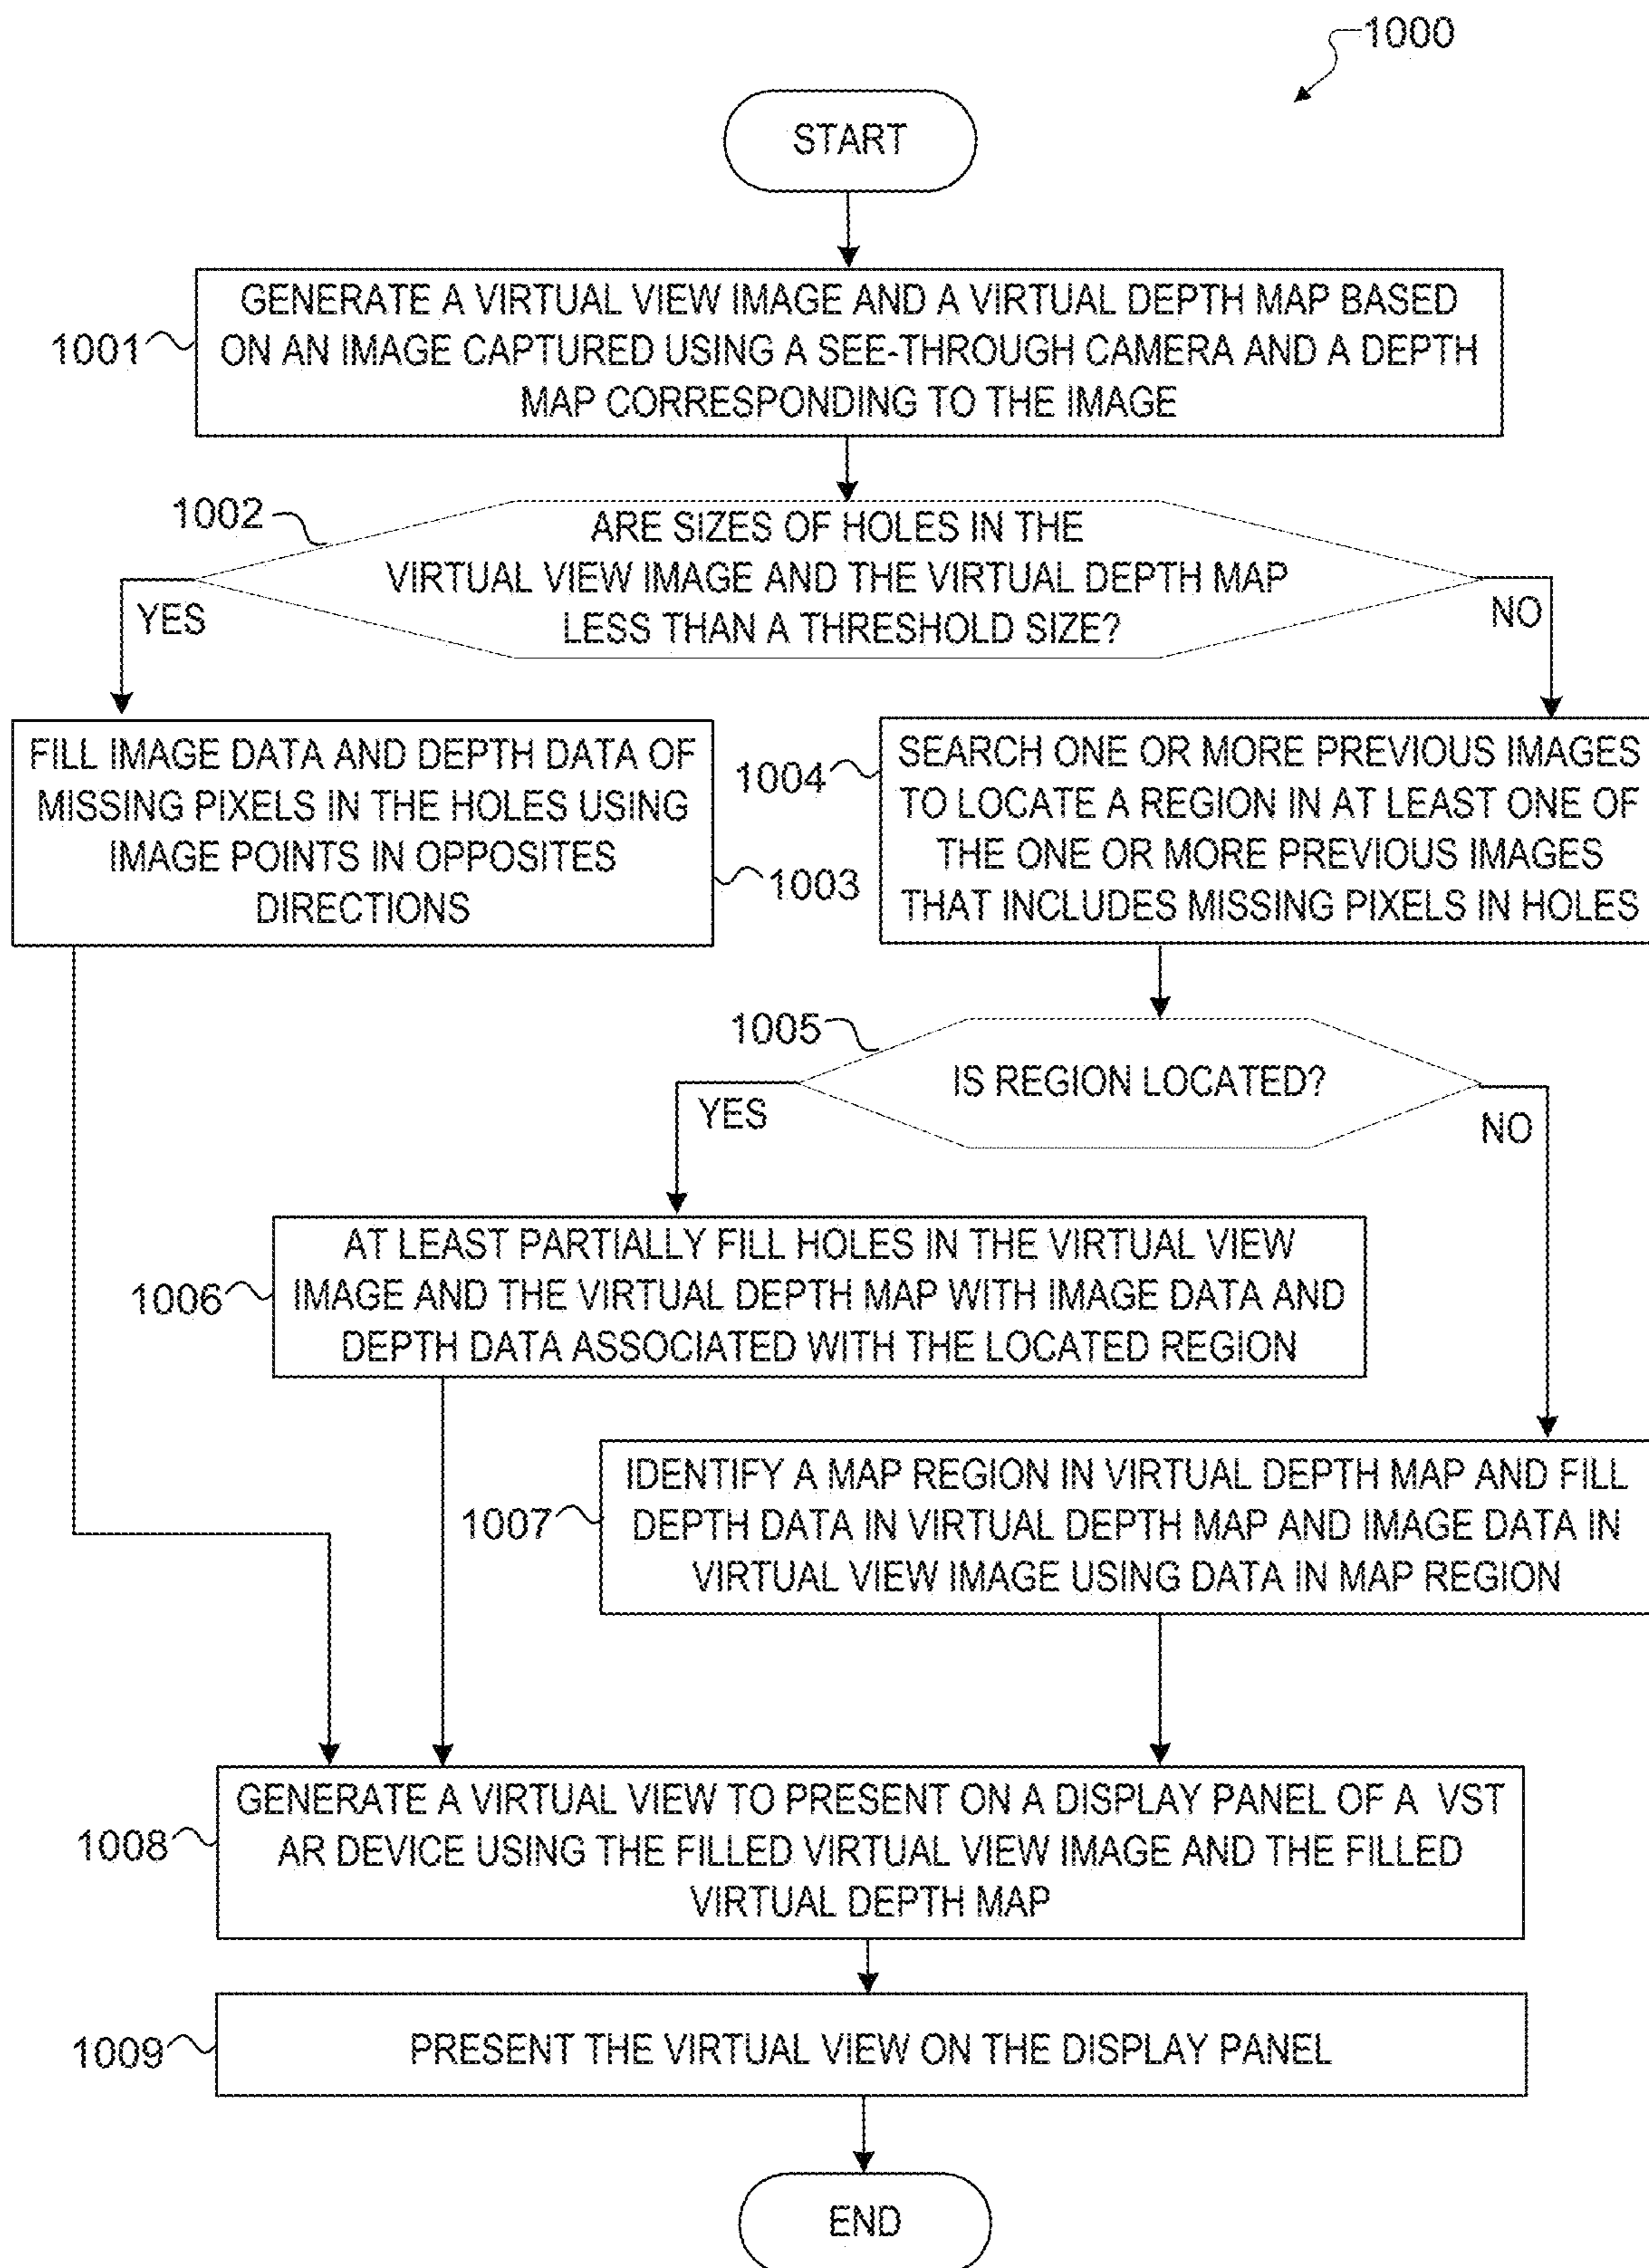 1000
START
1001
GENERATE A VIRTUAL VIEW IMAGE AND A VIRTUAL DEPTH MAP BASED
ON AN IMAGE CAPTURED USING A SEE-THROUGH CAMERA AND A DEPTH
MAP CORRESPONDING TO THE IMAGE
1002
ARE SIZES OF HOLES IN THE
VIRTUAL VIEW IMAGE AND THE VIRTUAL DEPTH MAP
LESS THAN A THRESHOLD SIZE?
YES
NO
FILL IMAGE DATA AND DEPTH DATA OF
MISSING PIXELS IN THE HOLES USING
IMAGE POINTS IN OPPOSITES
DIRECTIONS
1003
1004
SEARCH ONE OR MORE PREVIOUS IMAGES
TO LOCATE A REGION IN AT LEAST ONE OF
THE ONE OR MORE PREVIOUS IMAGES
THAT INCLUDES MISSING PIXELS IN HOLES
1005
IS REGION LOCATED?
YES
NO
1006
AT LEAST PARTIALLY FILL HOLES IN THE VIRTUAL VIEW
IMAGE AND THE VIRTUAL DEPTH MAP WITH IMAGE DATA AND
DEPTH DATA ASSOCIATED WITH THE LOCATED REGION
1007
IDENTIFY A MAP REGION IN VIRTUAL DEPTH MAP AND FILL
DEPTH DATA IN VIRTUAL DEPTH MAP AND IMAGE DATA IN
VIRTUAL VIEW IMAGE USING DATA IN MAP REGION
1008
GENERATE A VIRTUAL VIEW TO PRESENT ON A DISPLAY PANEL OF A VST
AR DEVICE USING THE FILLED VIRTUAL VIEW IMAGE AND THE FILLED
VIRTUAL DEPTH MAP
1009
PRESENT THE VIRTUAL VIEW ON THE DISPLAY PANEL
END